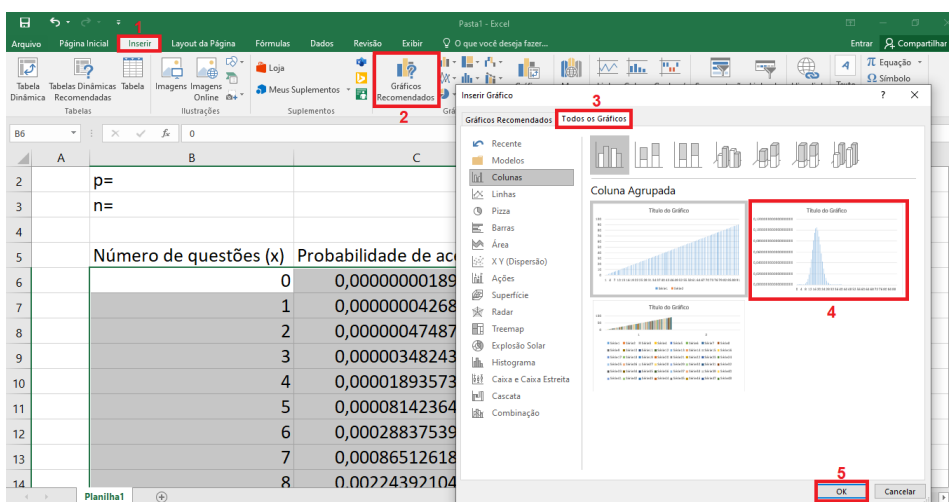 Pasta1 - Excel
1
Arquivo Página Inicial Inserir Layout da Página Fórmulas Dados Revisão Exibir O que você deseja fazer... Entrar Compartilhar
Tabela Dinâmica
Tabelas Dinâmicas Recomendadas
Tabela
Imagens
Imagens Online
Loja
Meus Suplementos
Gráficos Recomendados
Equação
Símbolo
Texto
Tabelas Ilustrações Suplementos
2
B6 fx 0
A B C
2 p=
3 n=
4
5 Número de questões (x) Probabilidade de ac
6 0 0,00000000189
7 1 0,00000004268
8 2 0,00000047487
9 3 0,00000348243
10 4 0,00001893573
11 5 0,00008142364
12 6 0,00028837539
13 7 0,00086512618
14 8 0,00224392104
Planilha1
Inserir Gráfico ? X
3
Gráficos Recomendados Todos os Gráficos
Recente
Modelos
Colunas
Linhas
Pizza
Barras
Área
X Y (Dispersão)
Ações
Superfície
Radar
Treemap
Explosão Solar
Histograma
Caixa e Caixa Estreita
Cascata
Combinação
Coluna Agrupada
Título do Gráfico
Título do Gráfico
4
Título do Gráfico
5
OK Cancelar